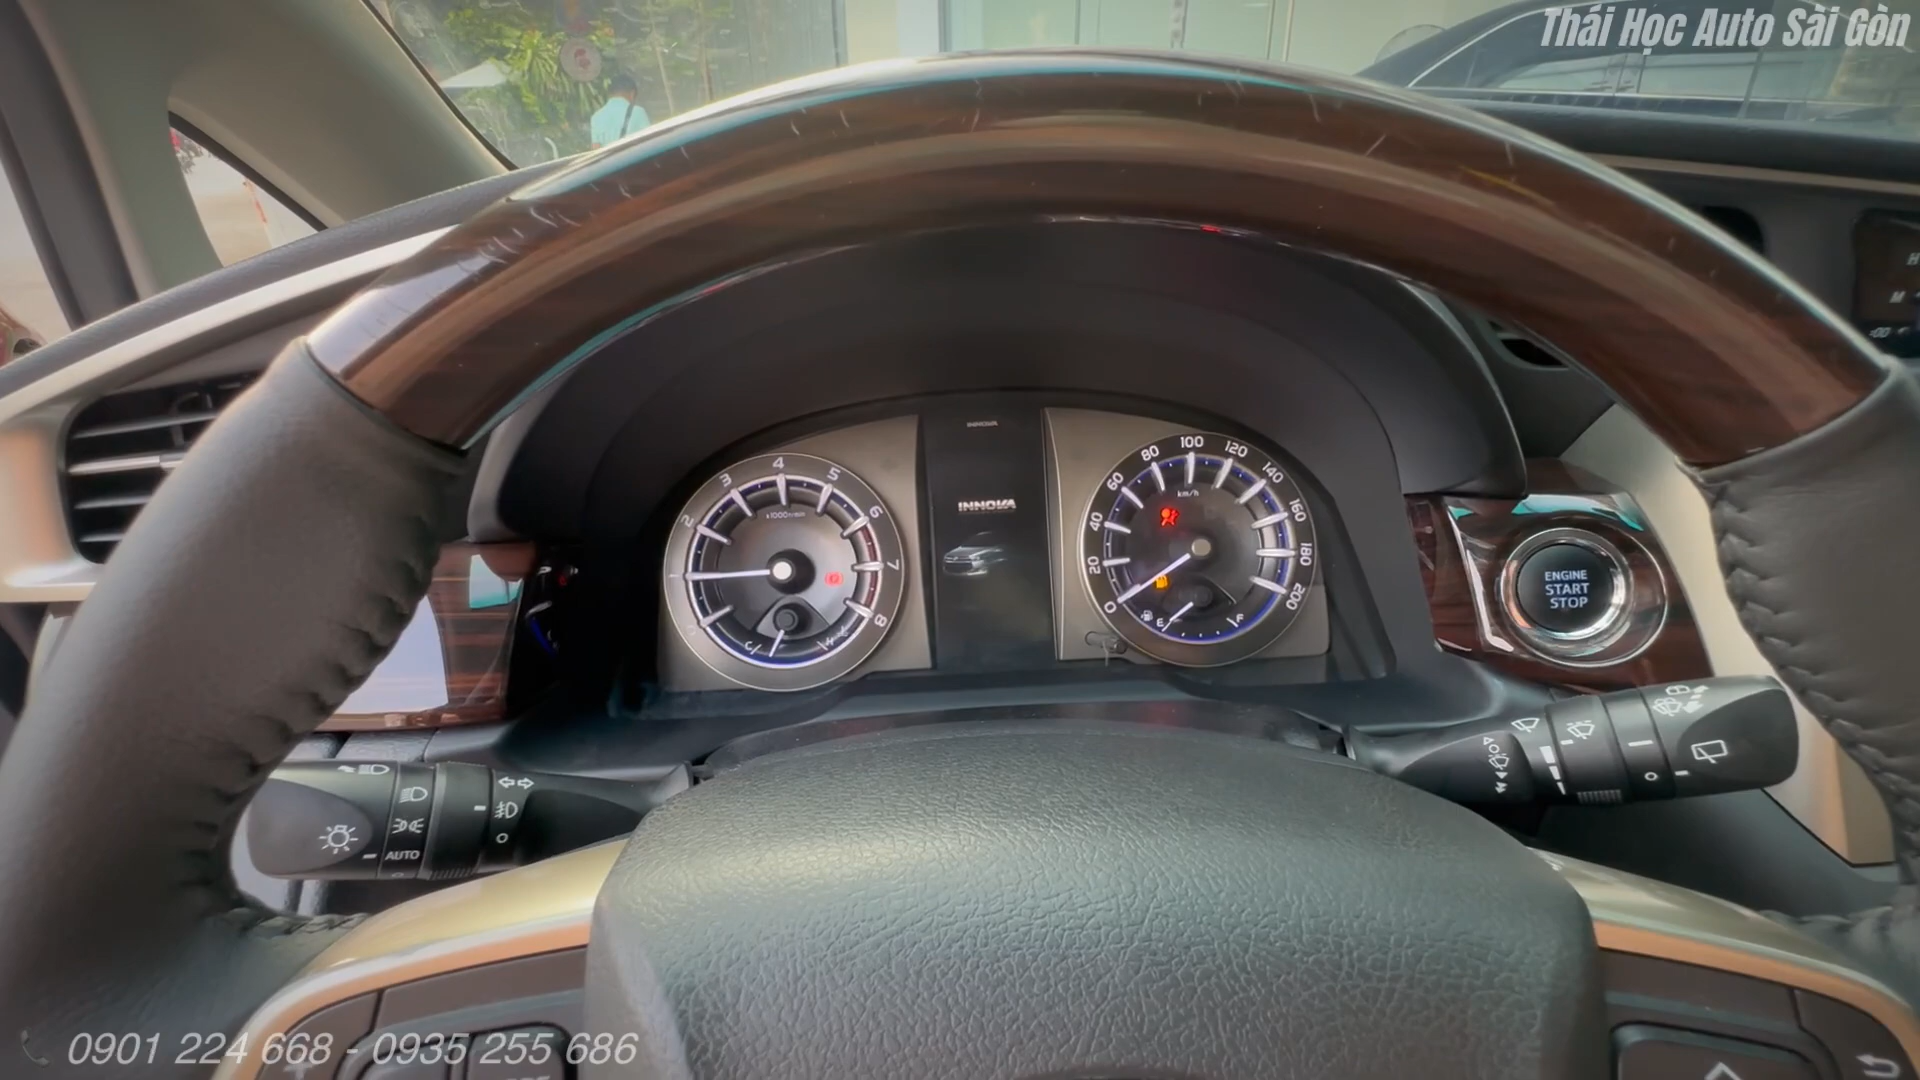 Thái Học Auto Sài Gòn
INNOVA
INNOVA
1
2
3
4
5
6
7
8
x1000r/min
C
H
0
20
40
60
80
100
120
140
160
180
200
km/h
E
F
ENGINE
START
STOP
AUTO
H
M
:00
0901 224 668 - 0935 255 686